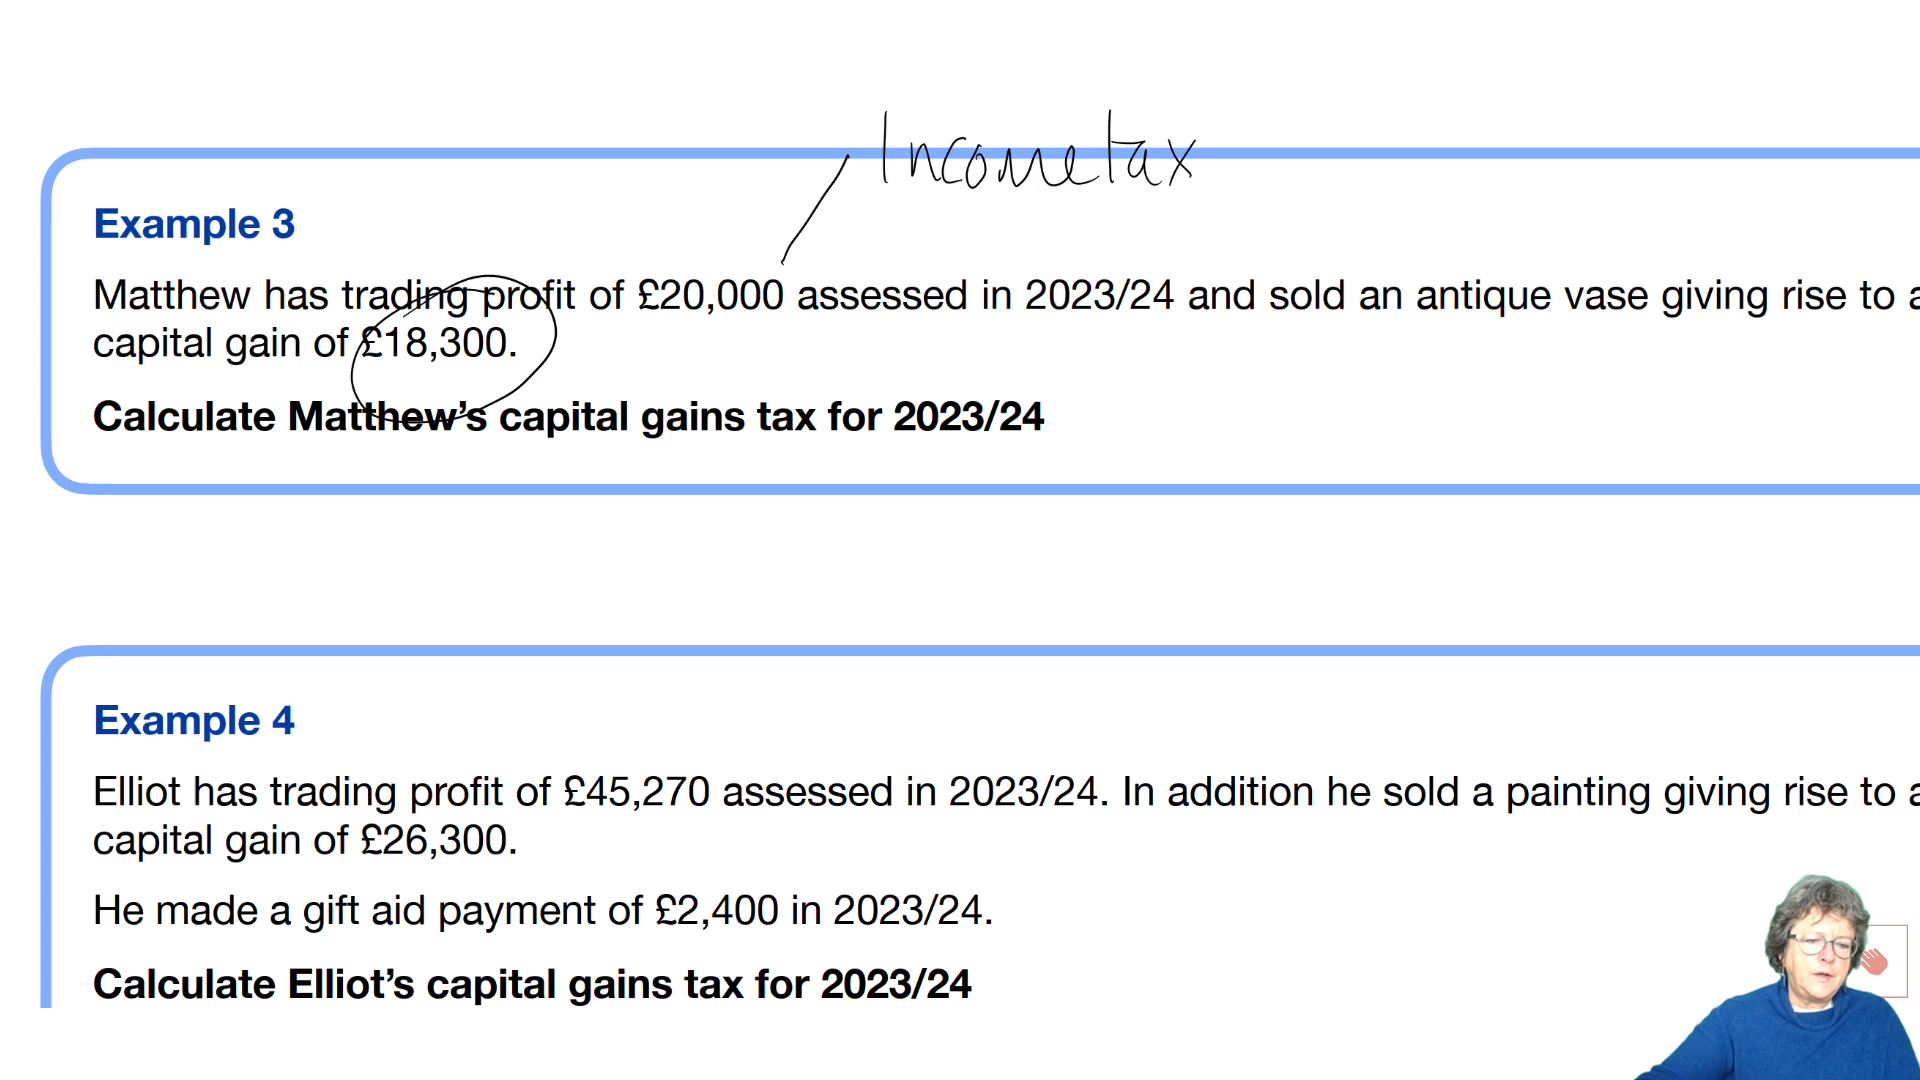 Income tax
Example 3
Matthew has trading profit of £20,000 assessed in 2023/24 and sold an antique vase giving rise to a
capital gain of £18,300.
Calculate Matthew’s capital gains tax for 2023/24
Example 4
Elliot has trading profit of £45,270 assessed in 2023/24. In addition he sold a painting giving rise to a
capital gain of £26,300.
He made a gift aid payment of £2,400 in 2023/24.
Calculate Elliot’s capital gains tax for 2023/24